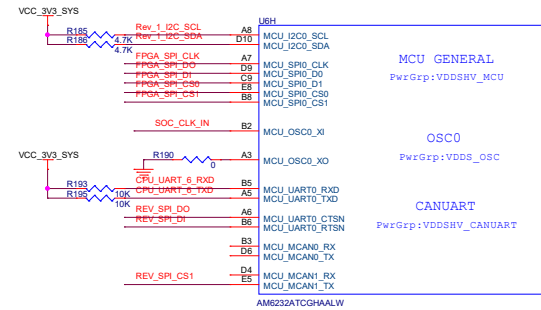 VCC_3V3_SYS
U6H
R185 Rev_1_I2C_SCL A8 MCU_I2C0_SCL
R186 4.7K Rev_1_I2C_SDA D10 MCU_I2C0_SDA
4.7K
FPGA_SPI_CLK A7 MCU_SPI0_CLK MCU GENERAL
FPGA_SPI_DO D9 MCU_SPI0_D0
FPGA_SPI_DI C9 MCU_SPI0_D1 PwrGrp:VDDSHV_MCU
FPGA_SPI_CS0 E8 MCU_SPI0_CS0
FPGA_SPI_CS1 B8 MCU_SPI0_CS1
SOC_CLK_IN B2 MCU_OSC0_XI
OSC0
VCC_3V3_SYS R190 0 A3 MCU_OSC0_XO PwrGrp:VDDS_OSC
R193 CPU_UART_6_RXD B5 MCU_UART0_RXD
R195 10K CPU_UART_6_TXD A5 MCU_UART0_TXD
10K
CANUART
REV_SPI_DO A6 MCU_UART0_CTSN
REV_SPI_DI B6 MCU_UART0_RTSN PwrGrp:VDDSHV_CANUART
B3 MCU_MCAN0_RX
D6 MCU_MCAN0_TX
D4 MCU_MCAN1_RX
REV_SPI_CS1 E5 MCU_MCAN1_TX
AM6232ATCGHAALW